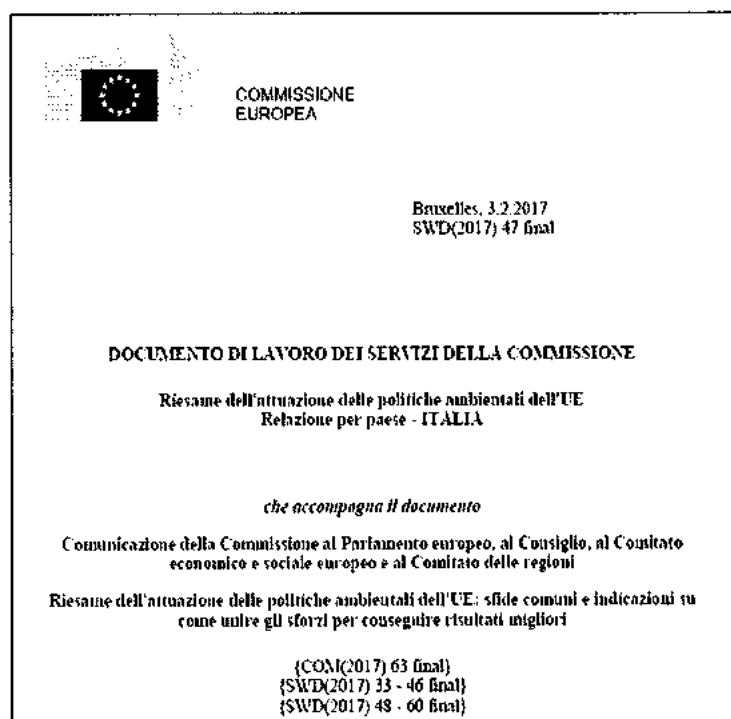 COMMISSIONE
EUROPEA
Bruxelles, 3.2.2017
SWD(2017) 47 final
DOCUMENTO DI LAVORO DEI SERVIZI DELLA COMMISSIONE
Riesame dell'attuazione delle politiche ambientali dell'UE
Relazione per paese - ITALIA
che accompagna il documento
Comunicazione della Commissione al Parlamento europeo, al Consiglio, al Comitato
economico e sociale europeo e al Comitato delle regioni
Riesame dell'attuazione delle politiche ambientali dell'UE: sfide comuni e indicazioni su
come unire gli sforzi per conseguire risultati migliori
{COM(2017) 63 final}
{SWD(2017) 33 - 46 final}
{SWD(2017) 48 - 60 final}